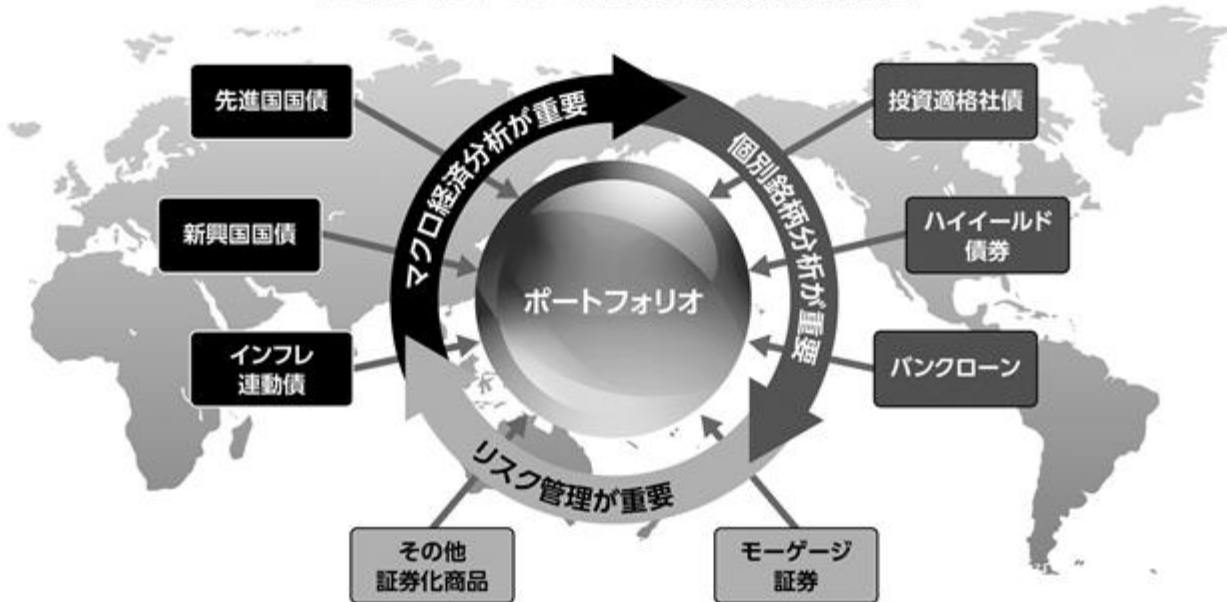 先進国国債
投資適格社債
マクロ経済分析が重要
個別銘柄分析が重要
新興国国債
ハイイールド
債券
ポートフォリオ
インフレ
連動債
バンクローン
リスク管理が重要
その他
証券化商品
モーゲージ
証券